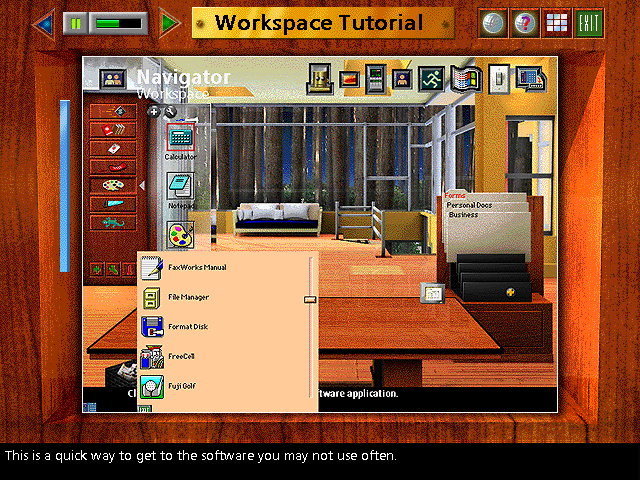 Workspace Tutorial
EXIT
Navigator
Workspace
Calculator
Notepad
Forms
Personal Docs
Business
FaxWorks Manual
File Manager
Format Disk
FreeCell
Fuji Golf
tware application.
This is a quick way to get to the software you may not use often.